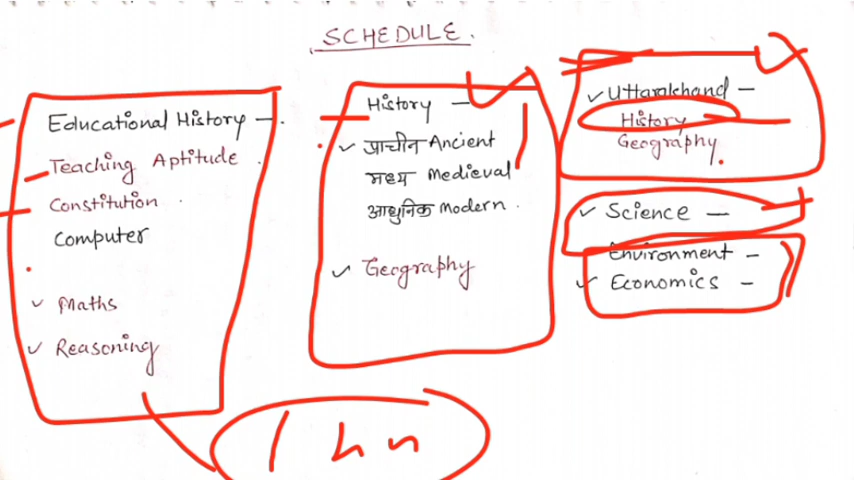 SCHEDULE.
Educational History -
Teaching Aptitude.
Constitution.
Computer
Maths
Reasoning
History -
प्राचीन Ancient
मध्य Medieval
आधुनिक Modern.
Geography
Uttarakhand -
History
Geography.
Science -
Environment -
Economics -
1 hr